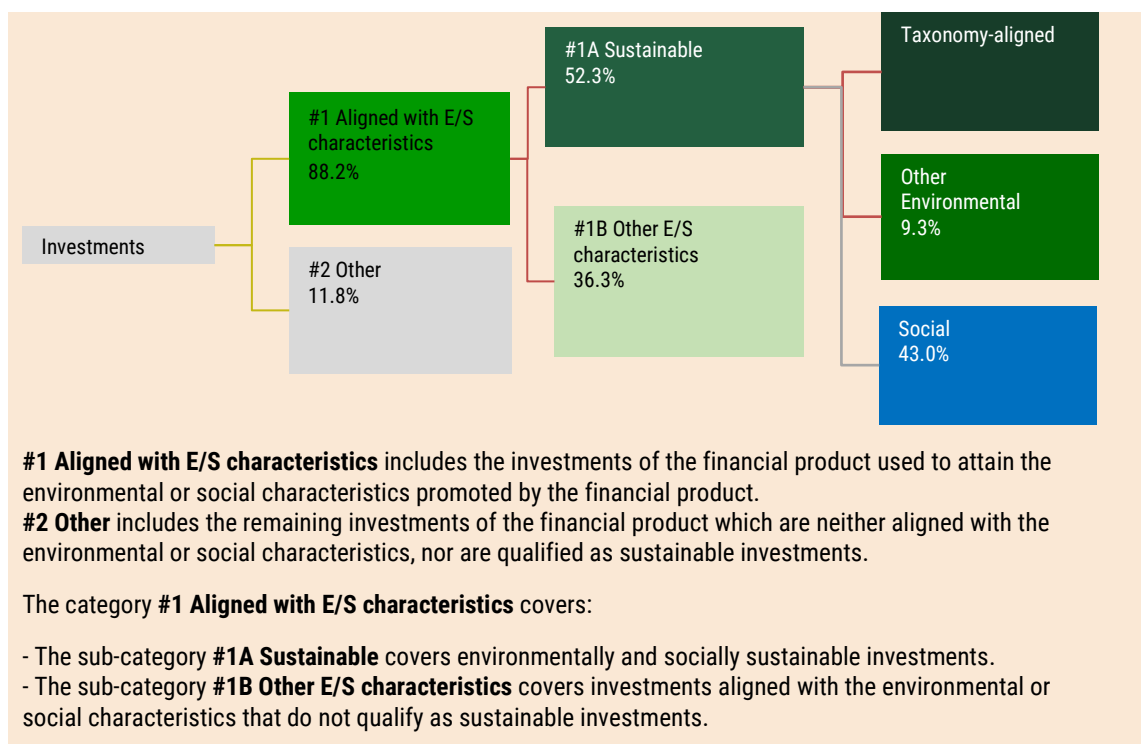 Investments
#1 Aligned with E/S
characteristics
88.2%
#2 Other
11.8%
#1A Sustainable
52.3%
#1B Other E/S
characteristics
36.3%
Taxonomy-aligned
Other
Environmental
9.3%
Social
43.0%
#1 Aligned with E/S characteristics includes the investments of the financial product used to attain the
environmental or social characteristics promoted by the financial product.
#2 Other includes the remaining investments of the financial product which are neither aligned with the
environmental or social characteristics, nor are qualified as sustainable investments.
The category #1 Aligned with E/S characteristics covers:
- The sub-category #1A Sustainable covers environmentally and socially sustainable investments.
- The sub-category #1B Other E/S characteristics covers investments aligned with the environmental or
social characteristics that do not qualify as sustainable investments.